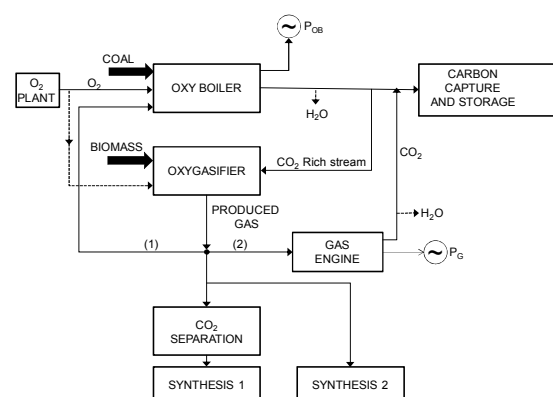 ~ P_OB
COAL
O₂
PLANT
O₂
OXY BOILER
CARBON
CAPTURE
AND STORAGE
H₂O
BIOMASS
OXYGASIFIER
CO₂ Rich stream
CO₂
PRODUCED
GAS
H₂O
(1)
(2)
GAS
ENGINE
~ P_G
CO₂
SEPARATION
SYNTHESIS 1
SYNTHESIS 2